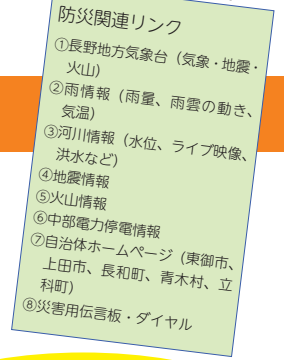 防災関連リンク
①長野地方気象台（気象・地震・
火山）
②雨情報（雨量、雨雲の動き、
気温）
③河川情報（水位、ライブ映像、
洪水など）
④地震情報
⑤火山情報
⑥中部電力停電情報
⑦自治体ホームページ（東御市、
上田市、長和町、青木村、立
科町）
⑧災害用伝言板・ダイヤル